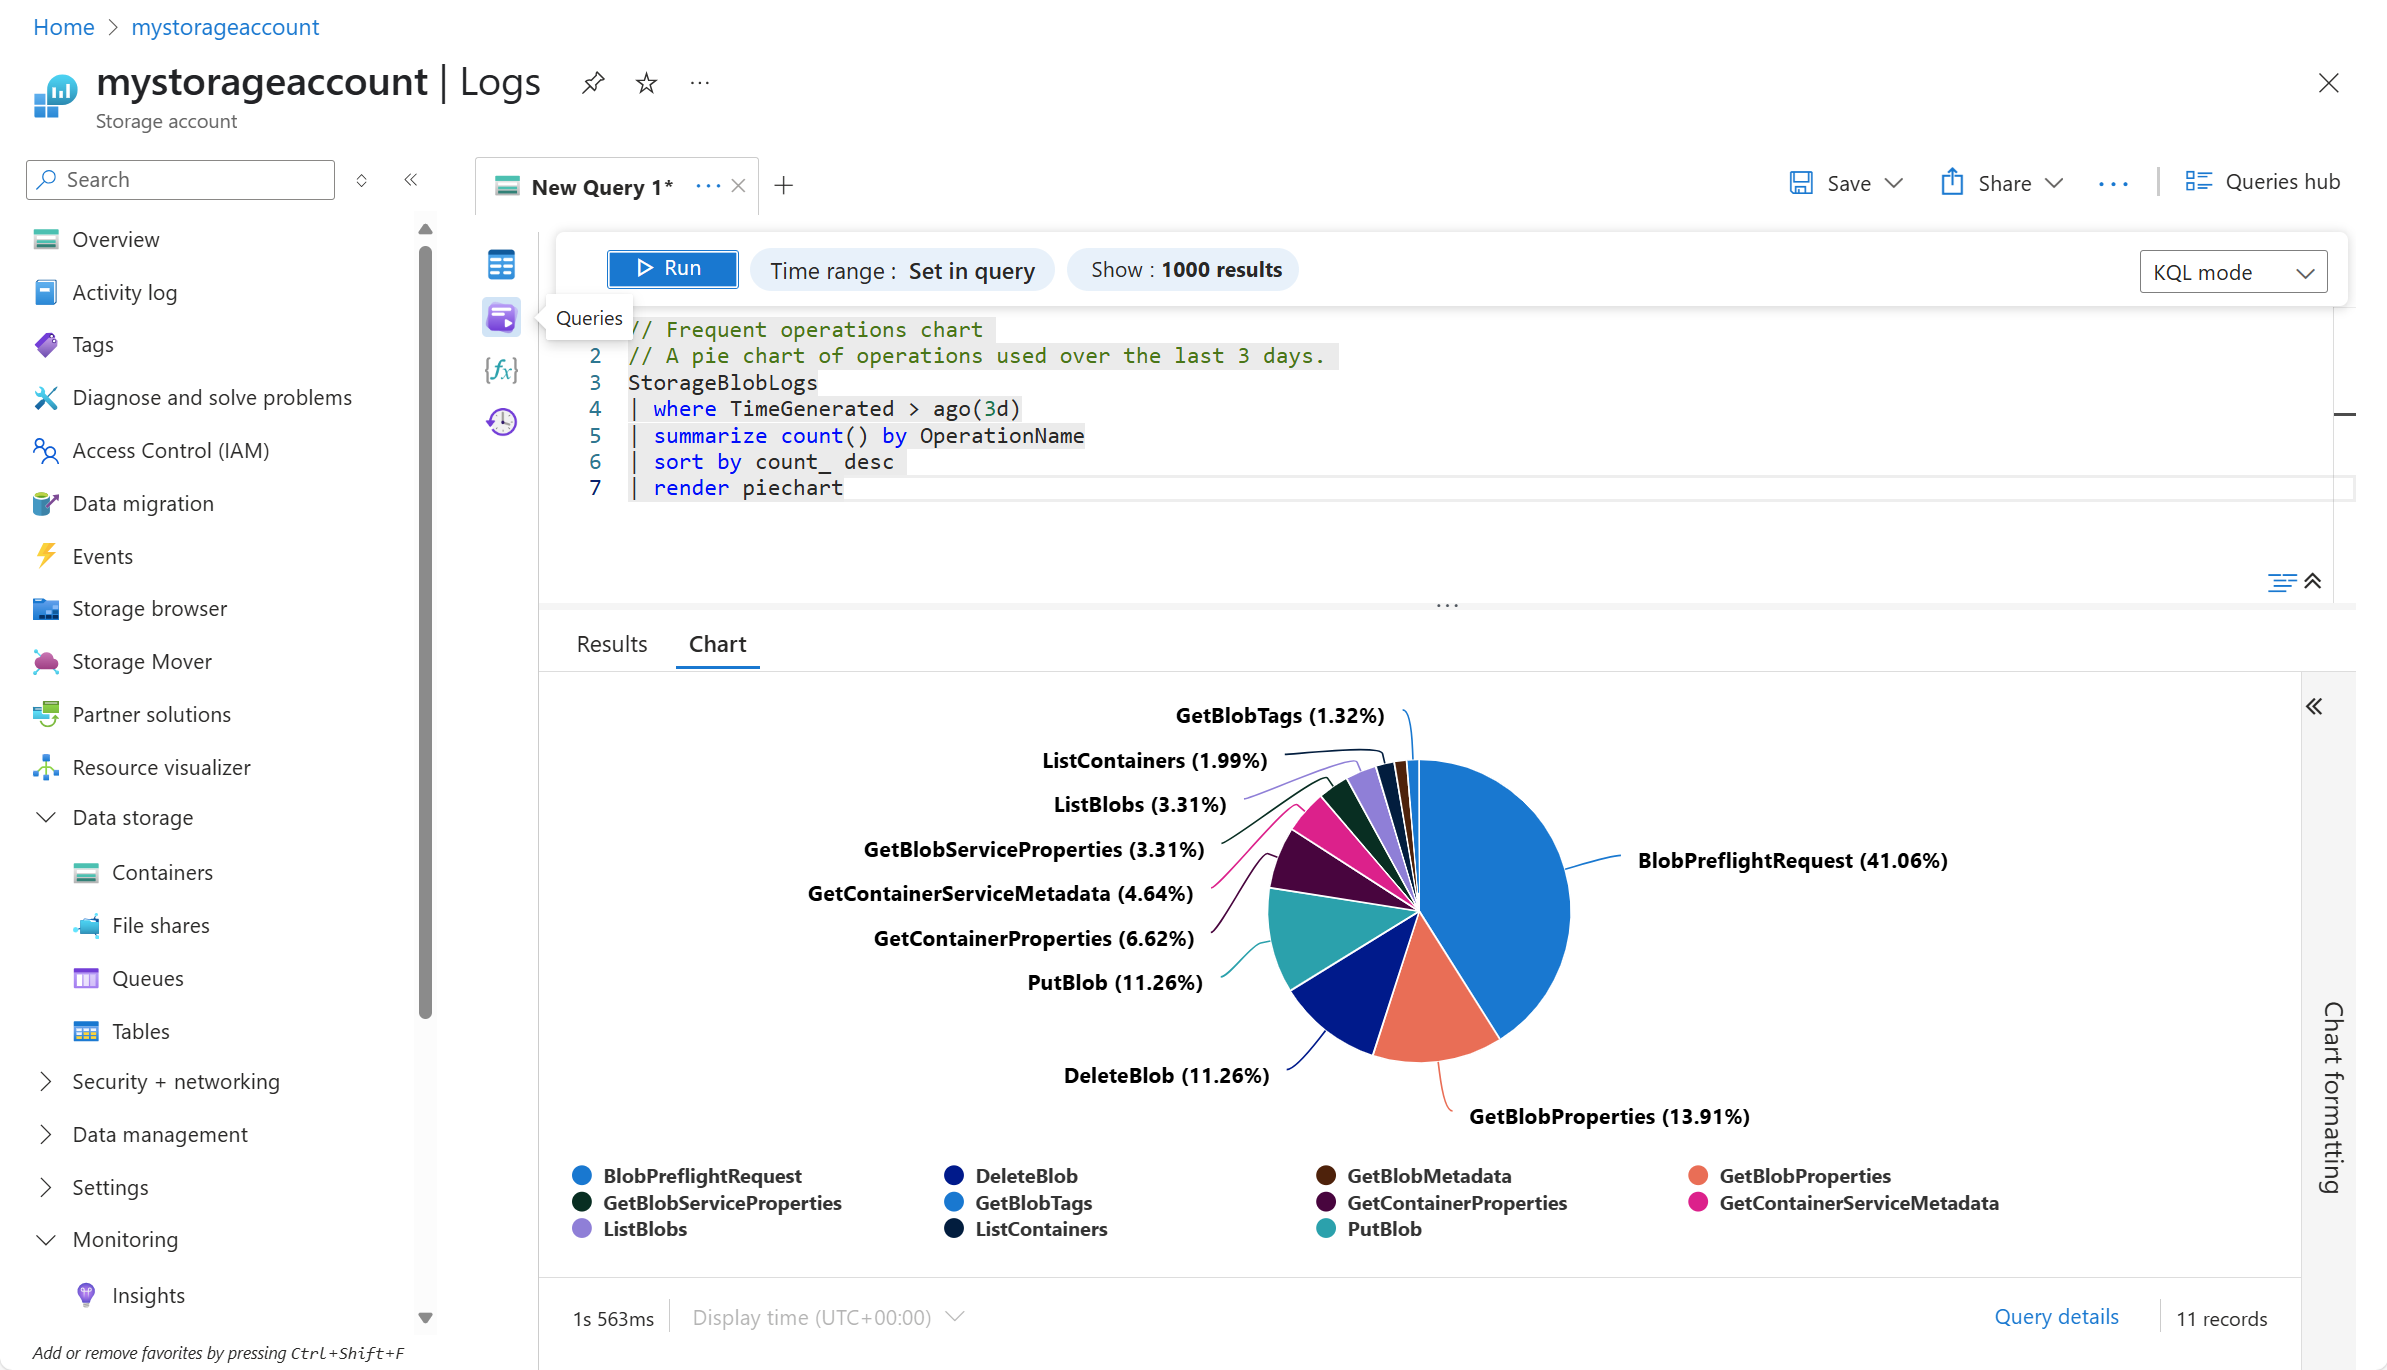 Home > mystorageaccount
mystorageaccount | Logs
Storage account
Search
Overview
Activity log
Tags
Diagnose and solve problems
Access Control (IAM)
Data migration
Events
Storage browser
Storage Mover
Partner solutions
Resource visualizer
Data storage
Containers
File shares
Queues
Tables
Security + networking
Data management
Settings
Monitoring
Insights
Add or remove favorites by pressing Ctrl+Shift+F
New Query 1*
Save
Share
Queries hub
Run
Time range : Set in query
Show : 1000 results
KQL mode
Queries
// Frequent operations chart
2 // A pie chart of operations used over the last 3 days.
3 StorageBlobLogs
4 | where TimeGenerated > ago(3d)
5 | summarize count() by OperationName
6 | sort by count_ desc
7 | render piechart
Results
Chart
GetBlobTags (1.32%)
ListContainers (1.99%)
ListBlobs (3.31%)
GetBlobServiceProperties (3.31%)
GetContainerServiceMetadata (4.64%)
GetContainerProperties (6.62%)
PutBlob (11.26%)
DeleteBlob (11.26%)
BlobPreflightRequest (41.06%)
GetBlobProperties (13.91%)
BlobPreflightRequest
DeleteBlob
GetBlobMetadata
GetBlobProperties
GetBlobServiceProperties
GetBlobTags
GetContainerProperties
GetContainerServiceMetadata
ListBlobs
ListContainers
PutBlob
Chart formatting
1s 563ms
Display time (UTC+00:00)
Query details
11 records